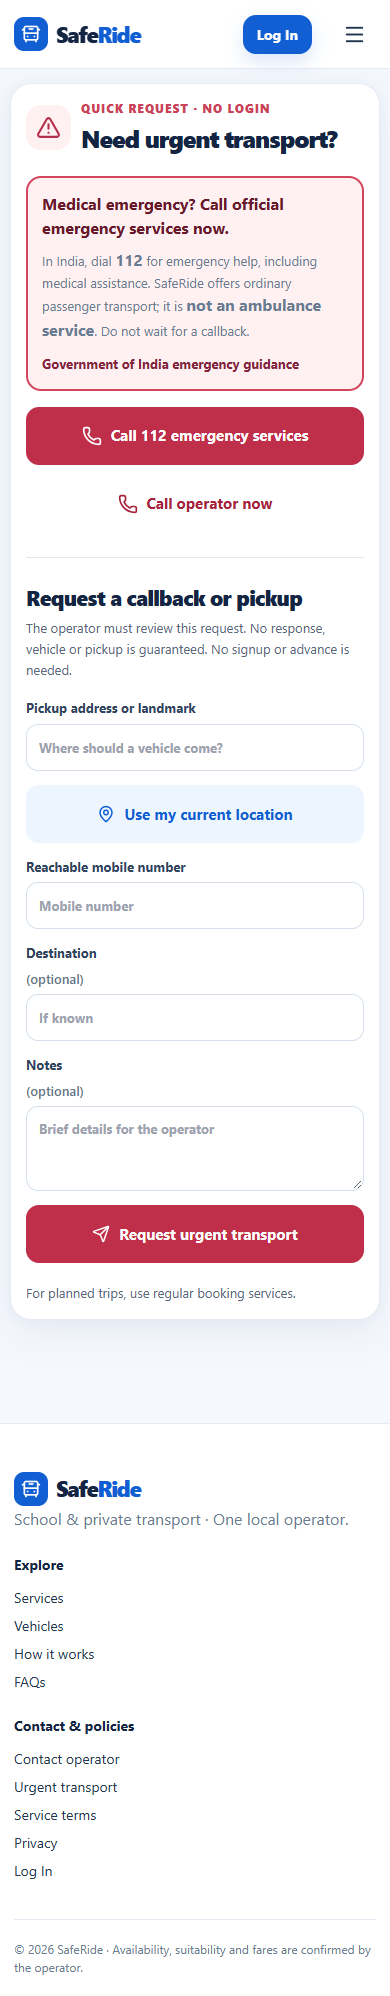 SafeRide
Log In
QUICK REQUEST · NO LOGIN
Need urgent transport?
Medical emergency? Call official
emergency services now.
In India, dial 112 for emergency help, including
medical assistance. SafeRide offers ordinary
passenger transport; it is not an ambulance
service. Do not wait for a callback.
Government of India emergency guidance
Call 112 emergency services
Call operator now
Request a callback or pickup
The operator must review this request. No response,
vehicle or pickup is guaranteed. No signup or advance is
needed.
Pickup address or landmark
Where should a vehicle come?
Use my current location
Reachable mobile number
Mobile number
Destination
(optional)
If known
Notes
(optional)
Brief details for the operator
Request urgent transport
For planned trips, use regular booking services.
SafeRide
School & private transport · One local operator.
Explore
Services
Vehicles
How it works
FAQs
Contact & policies
Contact operator
Urgent transport
Service terms
Privacy
Log In
© 2026 SafeRide · Availability, suitability and fares are confirmed by
the operator.